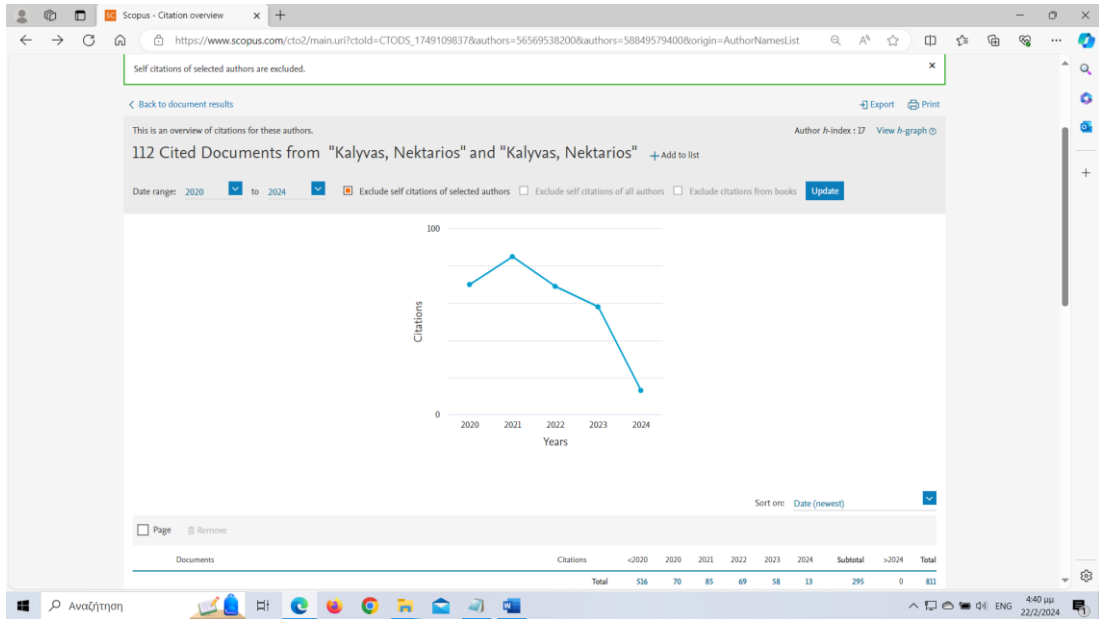 Scopus - Citation overview
https://www.scopus.com/cto2/main.uri?ctoId=CTODS_1749109837&authors=56569538200&authors=58849579400&origin=AuthorNamesList
Self citations of selected authors are excluded.
Back to document results
Export Print
This is an overview of citations for these authors.
Author h-index : 17 View h-graph
112 Cited Documents from "Kalyvas, Nektarios" and "Kalyvas, Nektarios" + Add to list
Date range: 2020 to 2024 Exclude self citations of selected authors Exclude self citations of all authors Exclude citations from books Update
100
Citations
0
2020 2021 2022 2023 2024
Years
Sort on: Date (newest)
Page Remove
Documents Citations <2020 2020 2021 2022 2023 2024 Subtotal >2024 Total
Total 516 70 85 69 58 13 295 0 811
Αναζήτηση
ENG
4:40 μμ
22/2/2024